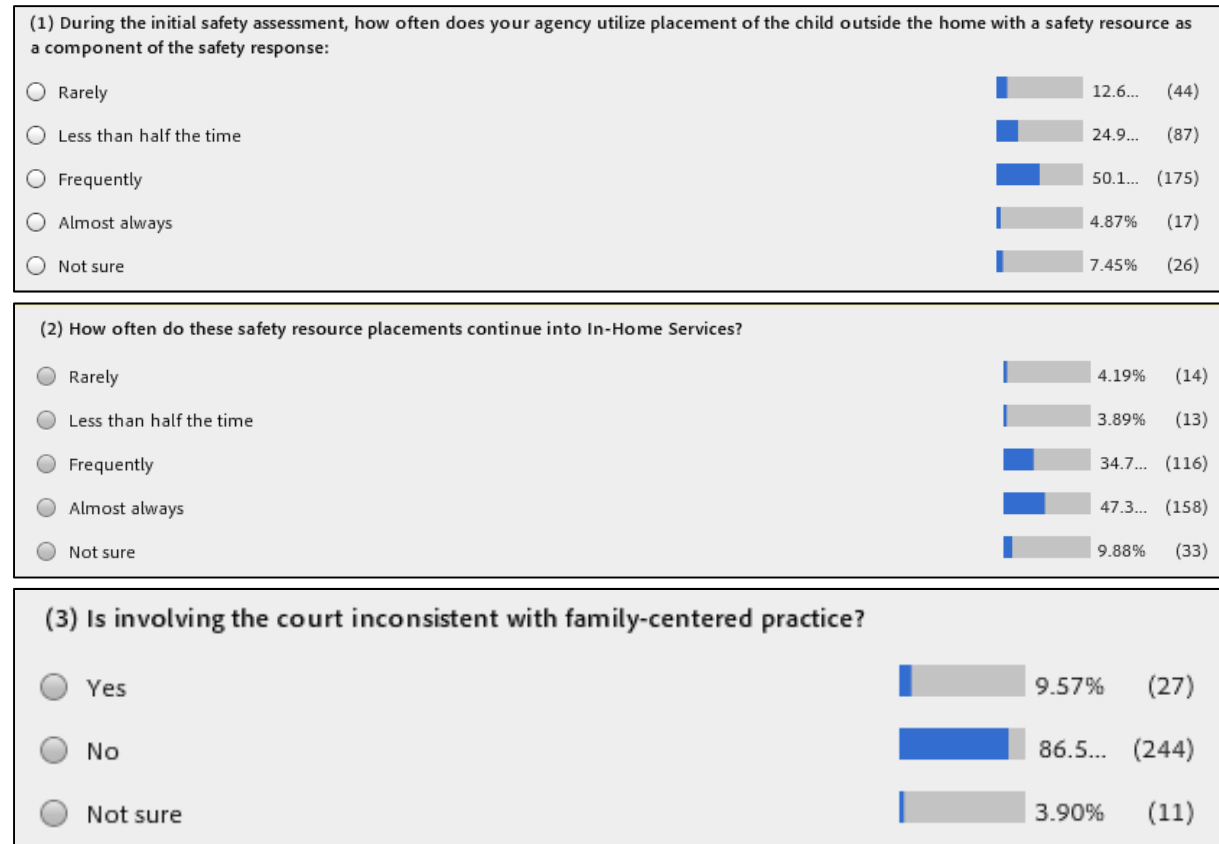 (1) During the initial safety assessment, how often does your agency utilize placement of the child outside the home with a safety resource as
a component of the safety response:
Rarely 12.6... (44)
Less than half the time 24.9... (87)
Frequently 50.1... (175)
Almost always 4.87% (17)
Not sure 7.45% (26)
(2) How often do these safety resource placements continue into In-Home Services?
Rarely 4.19% (14)
Less than half the time 3.89% (13)
Frequently 34.7... (116)
Almost always 47.3... (158)
Not sure 9.88% (33)
(3) Is involving the court inconsistent with family-centered practice?
Yes 9.57% (27)
No 86.5... (244)
Not sure 3.90% (11)